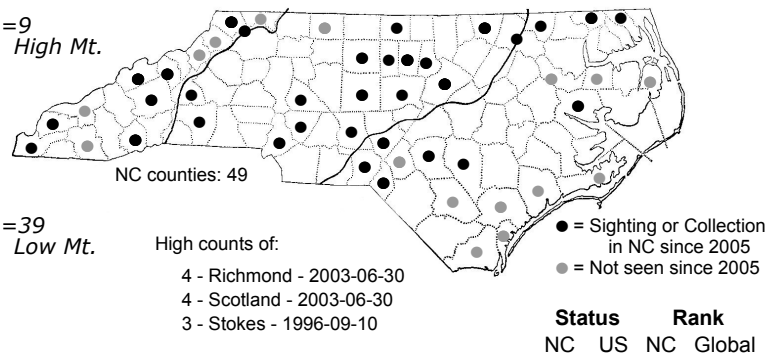 =9
High Mt.
NC counties: 49
=39
Low Mt.
High counts of:
4 - Richmond - 2003-06-30
4 - Scotland - 2003-06-30
3 - Stokes - 1996-09-10
= Sighting or Collection
in NC since 2005
= Not seen since 2005
Status Rank
NC US NC Global